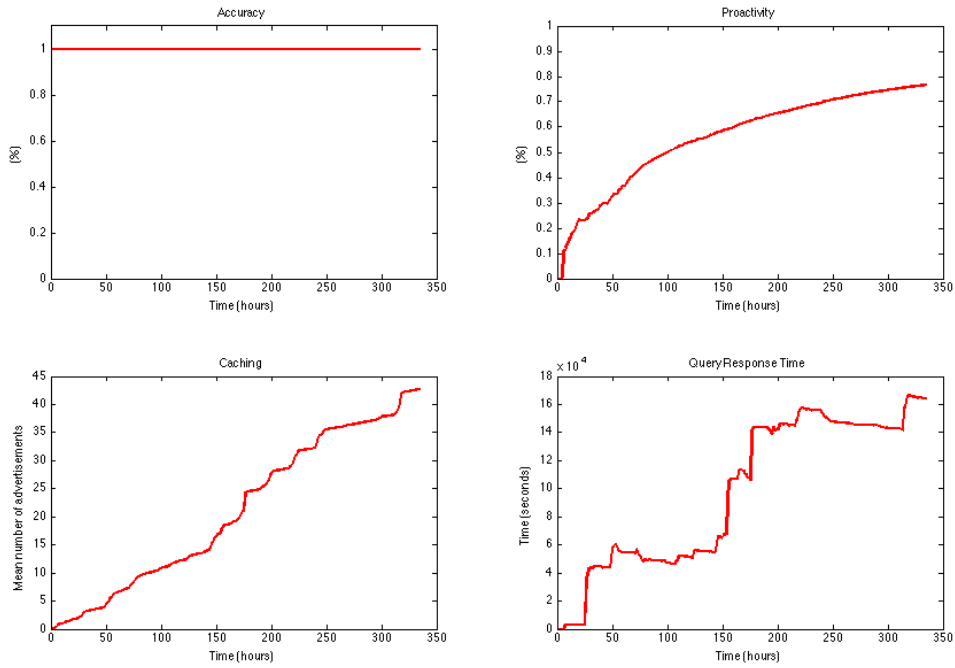 Accuracy
1
0.8
0.6
0.4
0.2
0
(%)
0 50 100 150 200 250 300 350
Time (hours)
Proactivity
1
0.9
0.8
0.7
0.6
0.5
0.4
0.3
0.2
0.1
0
(%)
0 50 100 150 200 250 300 350
Time (hours)
Caching
45
40
35
30
25
20
15
10
5
0
Mean number of advertisements
0 50 100 150 200 250 300 350
Time (hours)
Query Response Time
× 10 4
18
16
14
12
10
8
6
4
2
0
Time (seconds)
0 50 100 150 200 250 300 350
Time (hours)